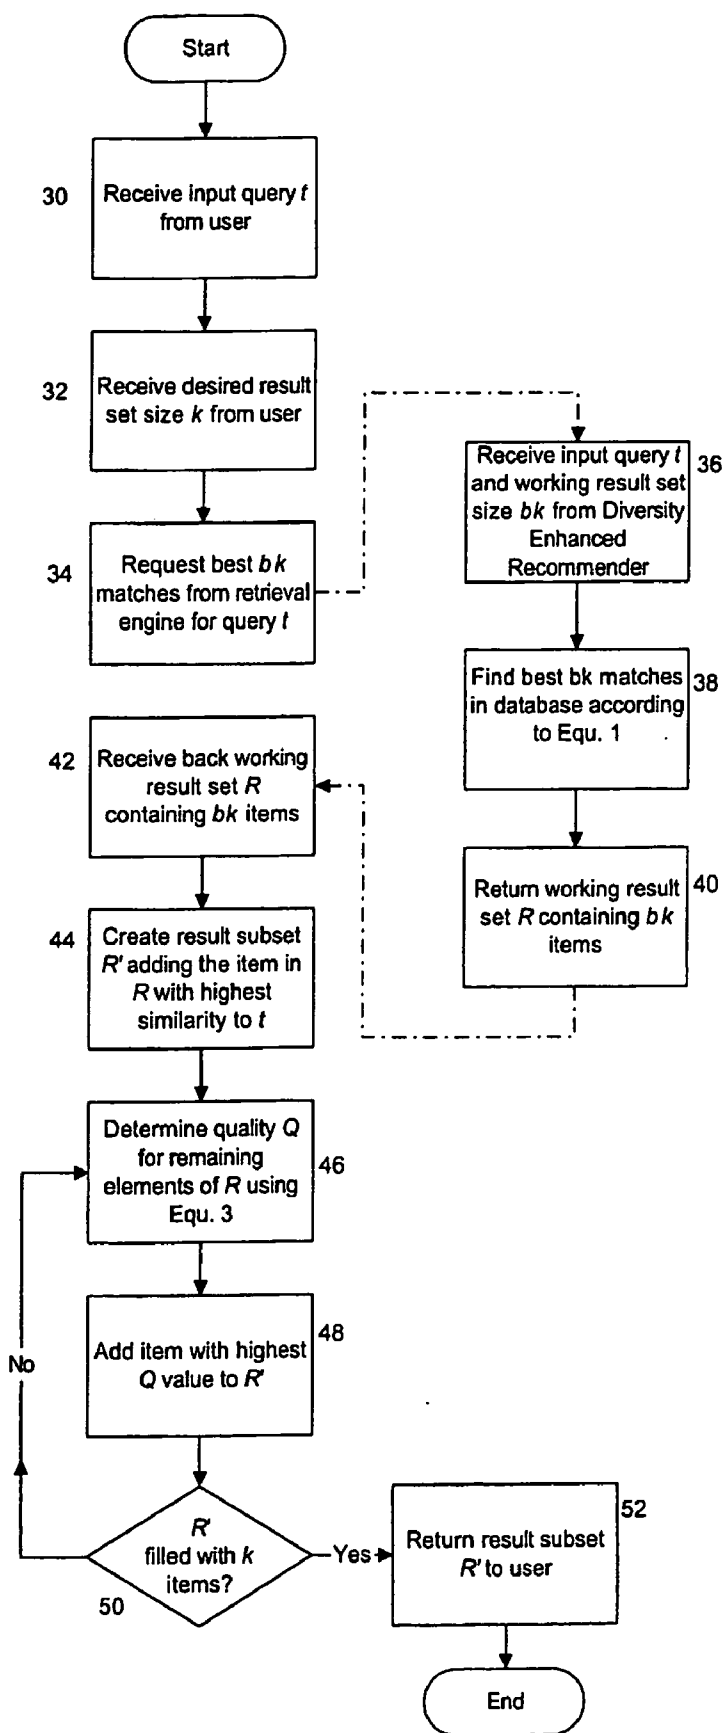 Start
30
Receive input query t
from user
32
Receive desired result
set size k from user
34
Request best bk
matches from retrieval
engine for query t
36
Receive input query t
and working result set
size bk from Diversity
Enhanced
Recommender
38
Find best bk matches
in database according
to Equ. 1
40
Return working result
set R containing bk
items
42
Receive back working
result set R
containing bk items
44
Create result subset
R' adding the item in
R with highest
similarity to t
46
Determine quality Q
for remaining
elements of R using
Equ. 3
48
Add item with highest
Q value to R'
No
R'
filled with k
items?
50
Yes
52
Return result subset
R' to user
End